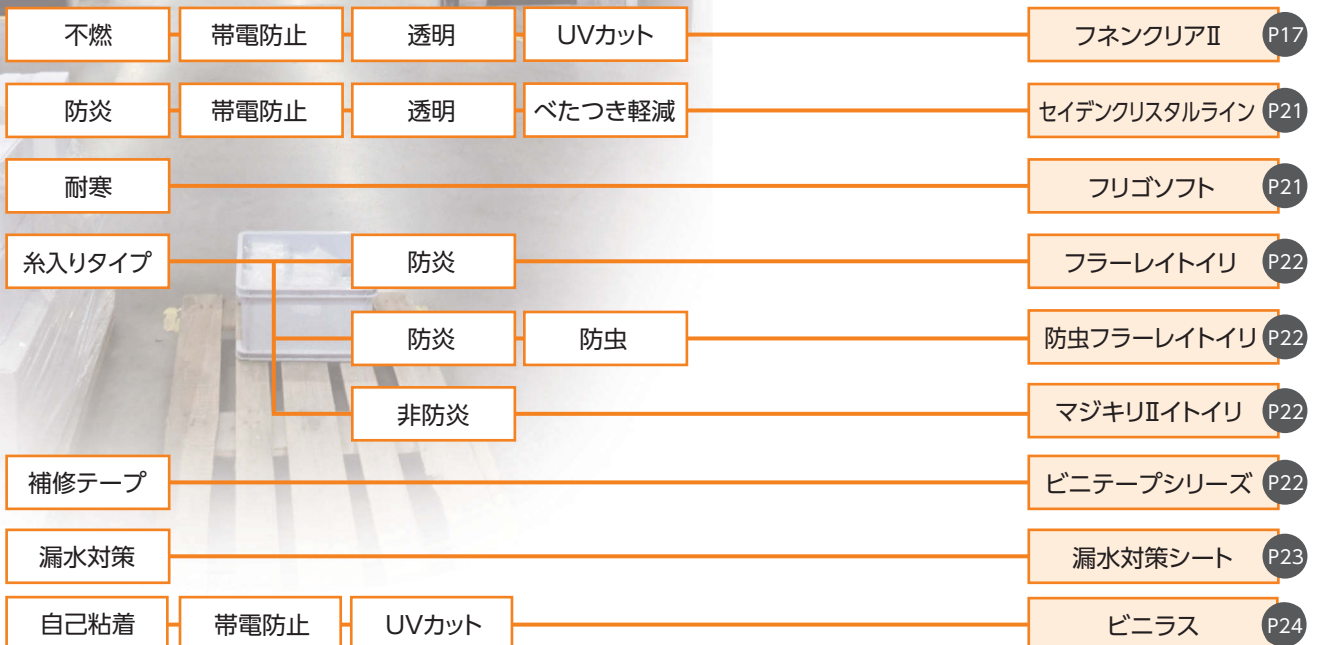 不燃 帯電防止 透明 UVカット フネンクリアⅡ P17
防炎 帯電防止 透明 べたつき軽減 セイデンクリスタルライン P21
耐寒 フリゴソフト P21
糸入りタイプ 防炎 フラーレイトイリ P22
防炎 防虫 防虫フラーレイトイリ P22
非防炎 マジキリⅡイトイリ P22
補修テープ ビニテープシリーズ P22
漏水対策 漏水対策シート P23
自己粘着 帯電防止 UVカット ビニラス P24